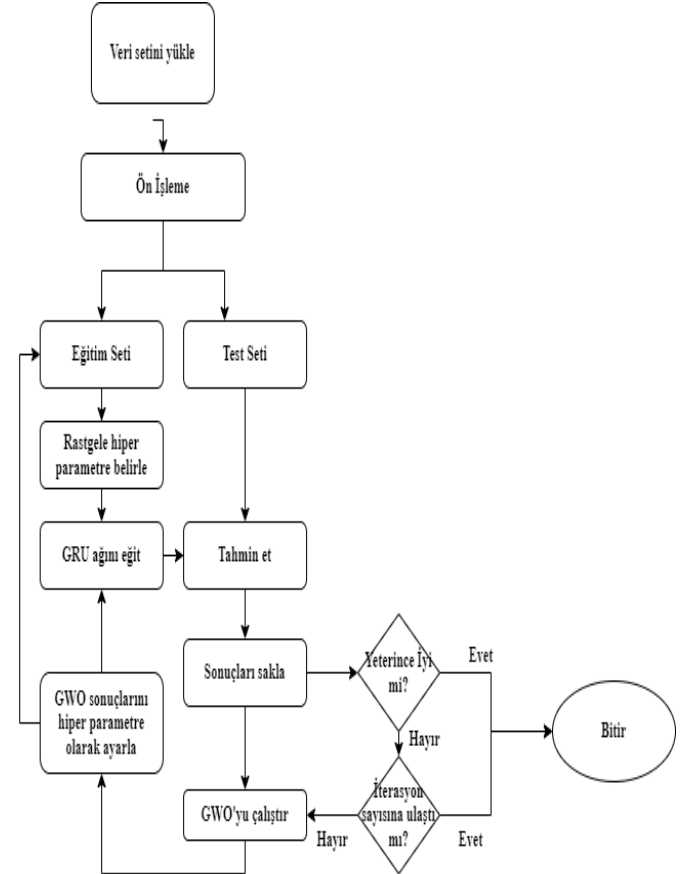 Veri setini yükle
Ön İşleme
Eğitim Seti
Test Seti
Rastgele hiper
parametre belirle
GRU ağını eğit
Tahmin et
Sonuçları sakla
Yeterince İyi
mi?
Evet
GWO sonuçlarını
hiper parametre
olarak ayarla
Bitir
Hayır
GWO'yu çalıştır
Hayır
İterasyon
sayısına ulaştı
mı?
Evet